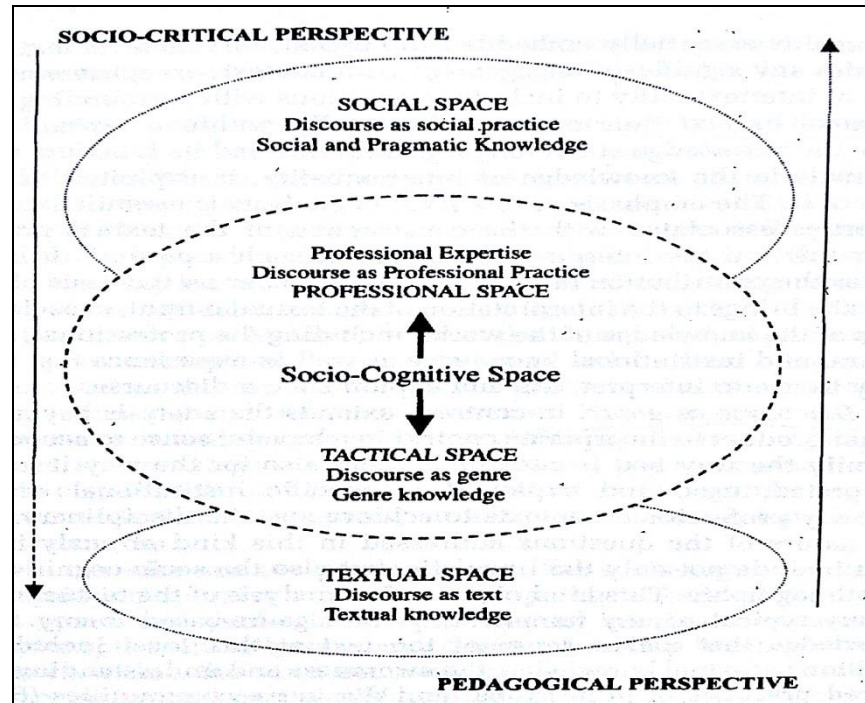 SOCIO-CRITICAL PERSPECTIVE
SOCIAL SPACE
Discourse as social practice
Social and Pragmatic Knowledge
Professional Expertise
Discourse as Professional Practice
PROFESSIONAL SPACE
Socio-Cognitive Space
TACTICAL SPACE
Discourse as genre
Genre knowledge
TEXTUAL SPACE
Discourse as text
Textual knowledge
PEDAGOGICAL PERSPECTIVE